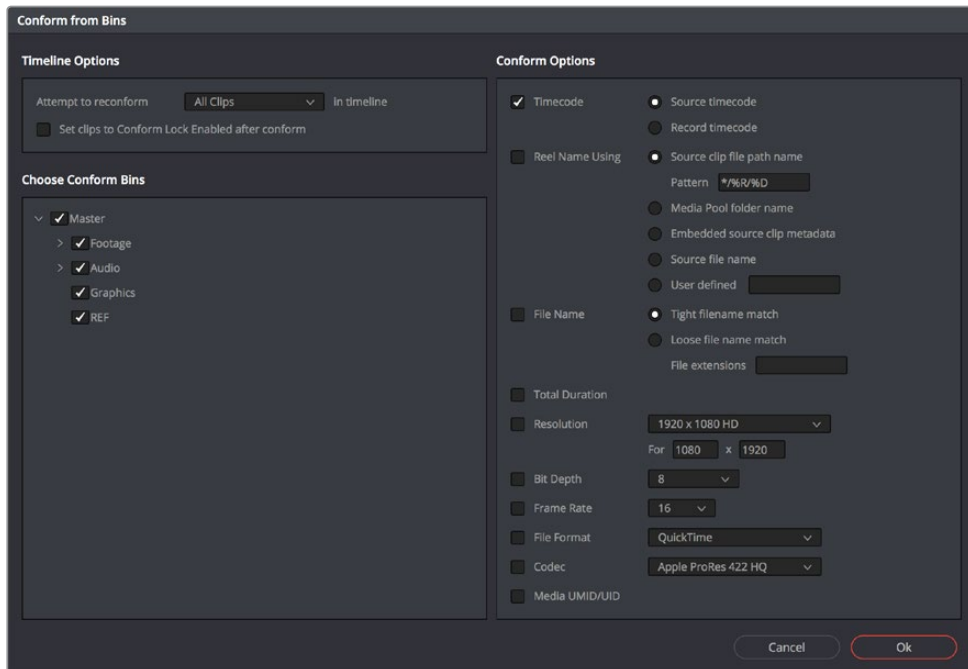 Conform from Bins
Timeline Options
Attempt to reconform All Clips In timeline
Set clips to Conform Lock Enabled after conform
Choose Conform Bins
Master
Footage
Audio
Graphics
REF
Conform Options
Timecode Source timecode
Record timecode
Reel Name Using Source clip file path name
Pattern */%R/%D
Media Pool folder name
Embedded source clip metadata
Source file name
User defined
File Name Tight filename match
Loose file name match
File extensions
Total Duration
Resolution 1920 x 1080 HD
For 1080 x 1920
Bit Depth 8
Frame Rate 16
File Format QuickTime
Codec Apple ProRes 422 HQ
Media UMID/UID
Cancel Ok